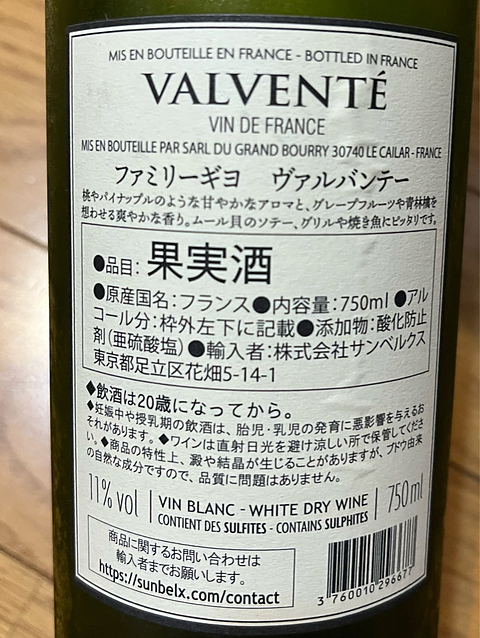 MIS EN BOUTEILLE EN FRANCE - BOTTLED IN FRANCE
VALVENTÉ
VIN DE FRANCE
MIS EN BOUTEILLE PAR SARL DU GRAND BOURRY 30740 LE CAILAR - FRANCE
ファミリーギヨ ヴァルバンテー
桃やパイナップルのような甘やかなアロマと、グレープフルーツや青林檎を
想わせる爽やかな香り。ムール貝のソテー、グリルや焼き魚にピッタリです。
●品目：果実酒
●原産国名：フランス●内容量：750ml ●アル
コール分：枠外左下に記載●添加物：酸化防止
剤（亜硫酸塩）●輸入者：株式会社サンベルクス
東京都足立区花畑5-14-1
◆飲酒は20歳になってから。
◆妊娠中や授乳期の飲酒は、胎児・乳児の発育に悪影響を与えるお
それがあります。◆ワインは直射日光を避け涼しい所で保管してくださ
い。◆商品の特性上、澱や結晶が生じることがありますが、ブドウ由来
の自然な成分ですので、品質に問題はありません。
11% vol
VIN BLANC - WHITE DRY WINE
CONTIENT DES SULFITES - CONTAINS SULPHITES
750 ml
商品に関するお問い合わせは
輸入者までお願いします。
https://sunbelx.com/contact
3 760010 296677